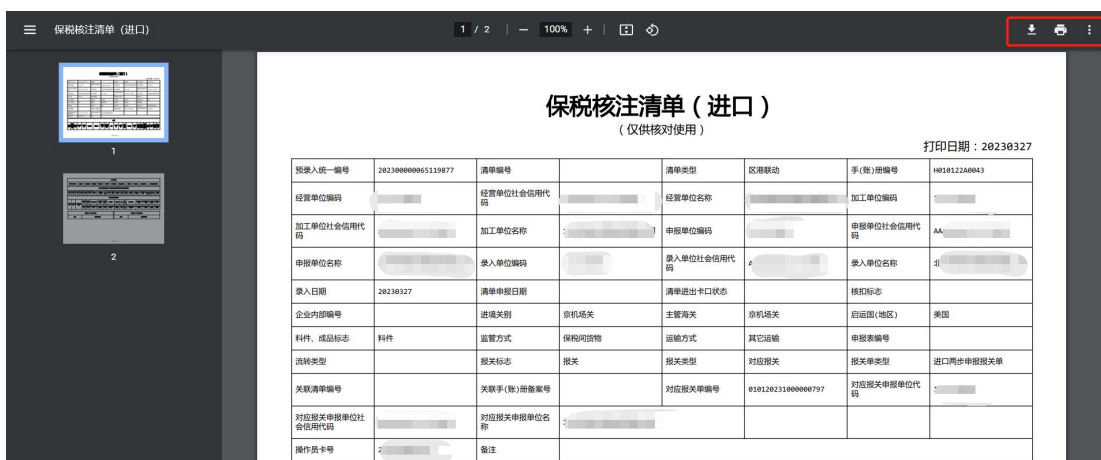 保税核注清单（进口）
1 / 2 | — 100% + |
1
2
保税核注清单（进口）
（仅供核对使用）
打印日期：20230327
预录入统一编号 202300000065119877 清单编号 清单类型 区港联动 手(账)册编号 H010122A0043
经营单位编码 经营单位社会信用代码 经营单位名称 加工单位编码
加工单位社会信用代码 加工单位名称 申报单位编码 申报单位社会信用代码 AA
申报单位名称 录入单位编码 录入单位社会信用代码 A 录入单位名称
录入日期 20230327 清单申报日期 清单进出卡口状态 核扣标志
企业内部编号 进境关别 京机场关 主管海关 京机场关 启运国(地区) 美国
料件、成品标志 料件 监管方式 保税间货物 运输方式 其它运输 申报表编号
流转类型 报关标志 报关 报关类型 对应报关 报关单类型 进口两步申报报关单
关联清单编号 关联手(账)册备案号 对应报关单编号 010120231000000797 对应报关申报单位代码
对应报关申报单位社会信用代码 对应报关申报单位名称
操作员卡号 2 备注